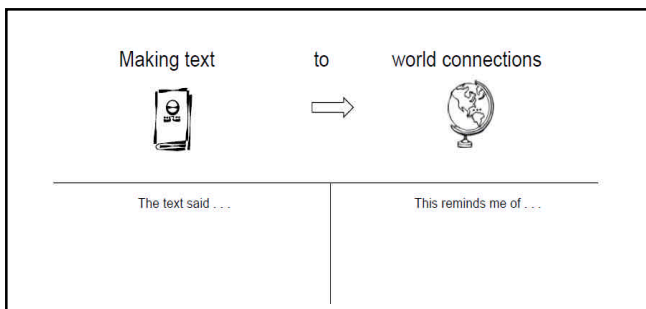 Making text to world connections
The text said . . .
This reminds me of . . .